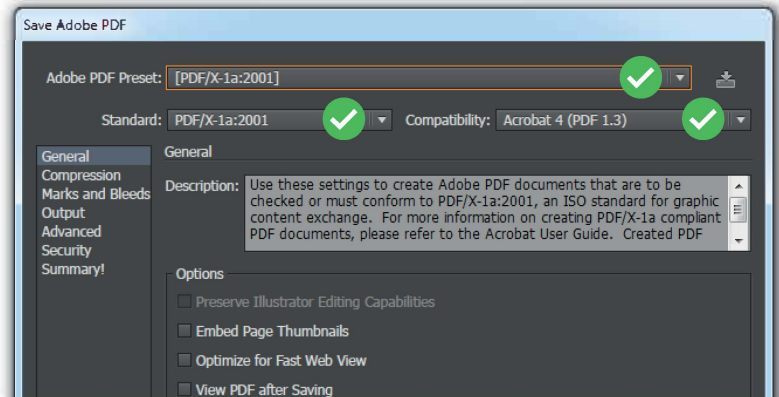 Save Adobe PDF
Adobe PDF Preset: [PDF/X-1a:2001]
Standard: PDF/X-1a:2001 Compatibility: Acrobat 4 (PDF 1.3)
General
Compression
Marks and Bleeds
Output
Advanced
Security
Summary!
General
Description: Use these settings to create Adobe PDF documents that are to be
checked or must conform to PDF/X-1a:2001, an ISO standard for graphic
content exchange. For more information on creating PDF/X-1a compliant
PDF documents, please refer to the Acrobat User Guide. Created PDF
Options
Preserve Illustrator Editing Capabilities
Embed Page Thumbnails
Optimize for Fast Web View
View PDF after Saving